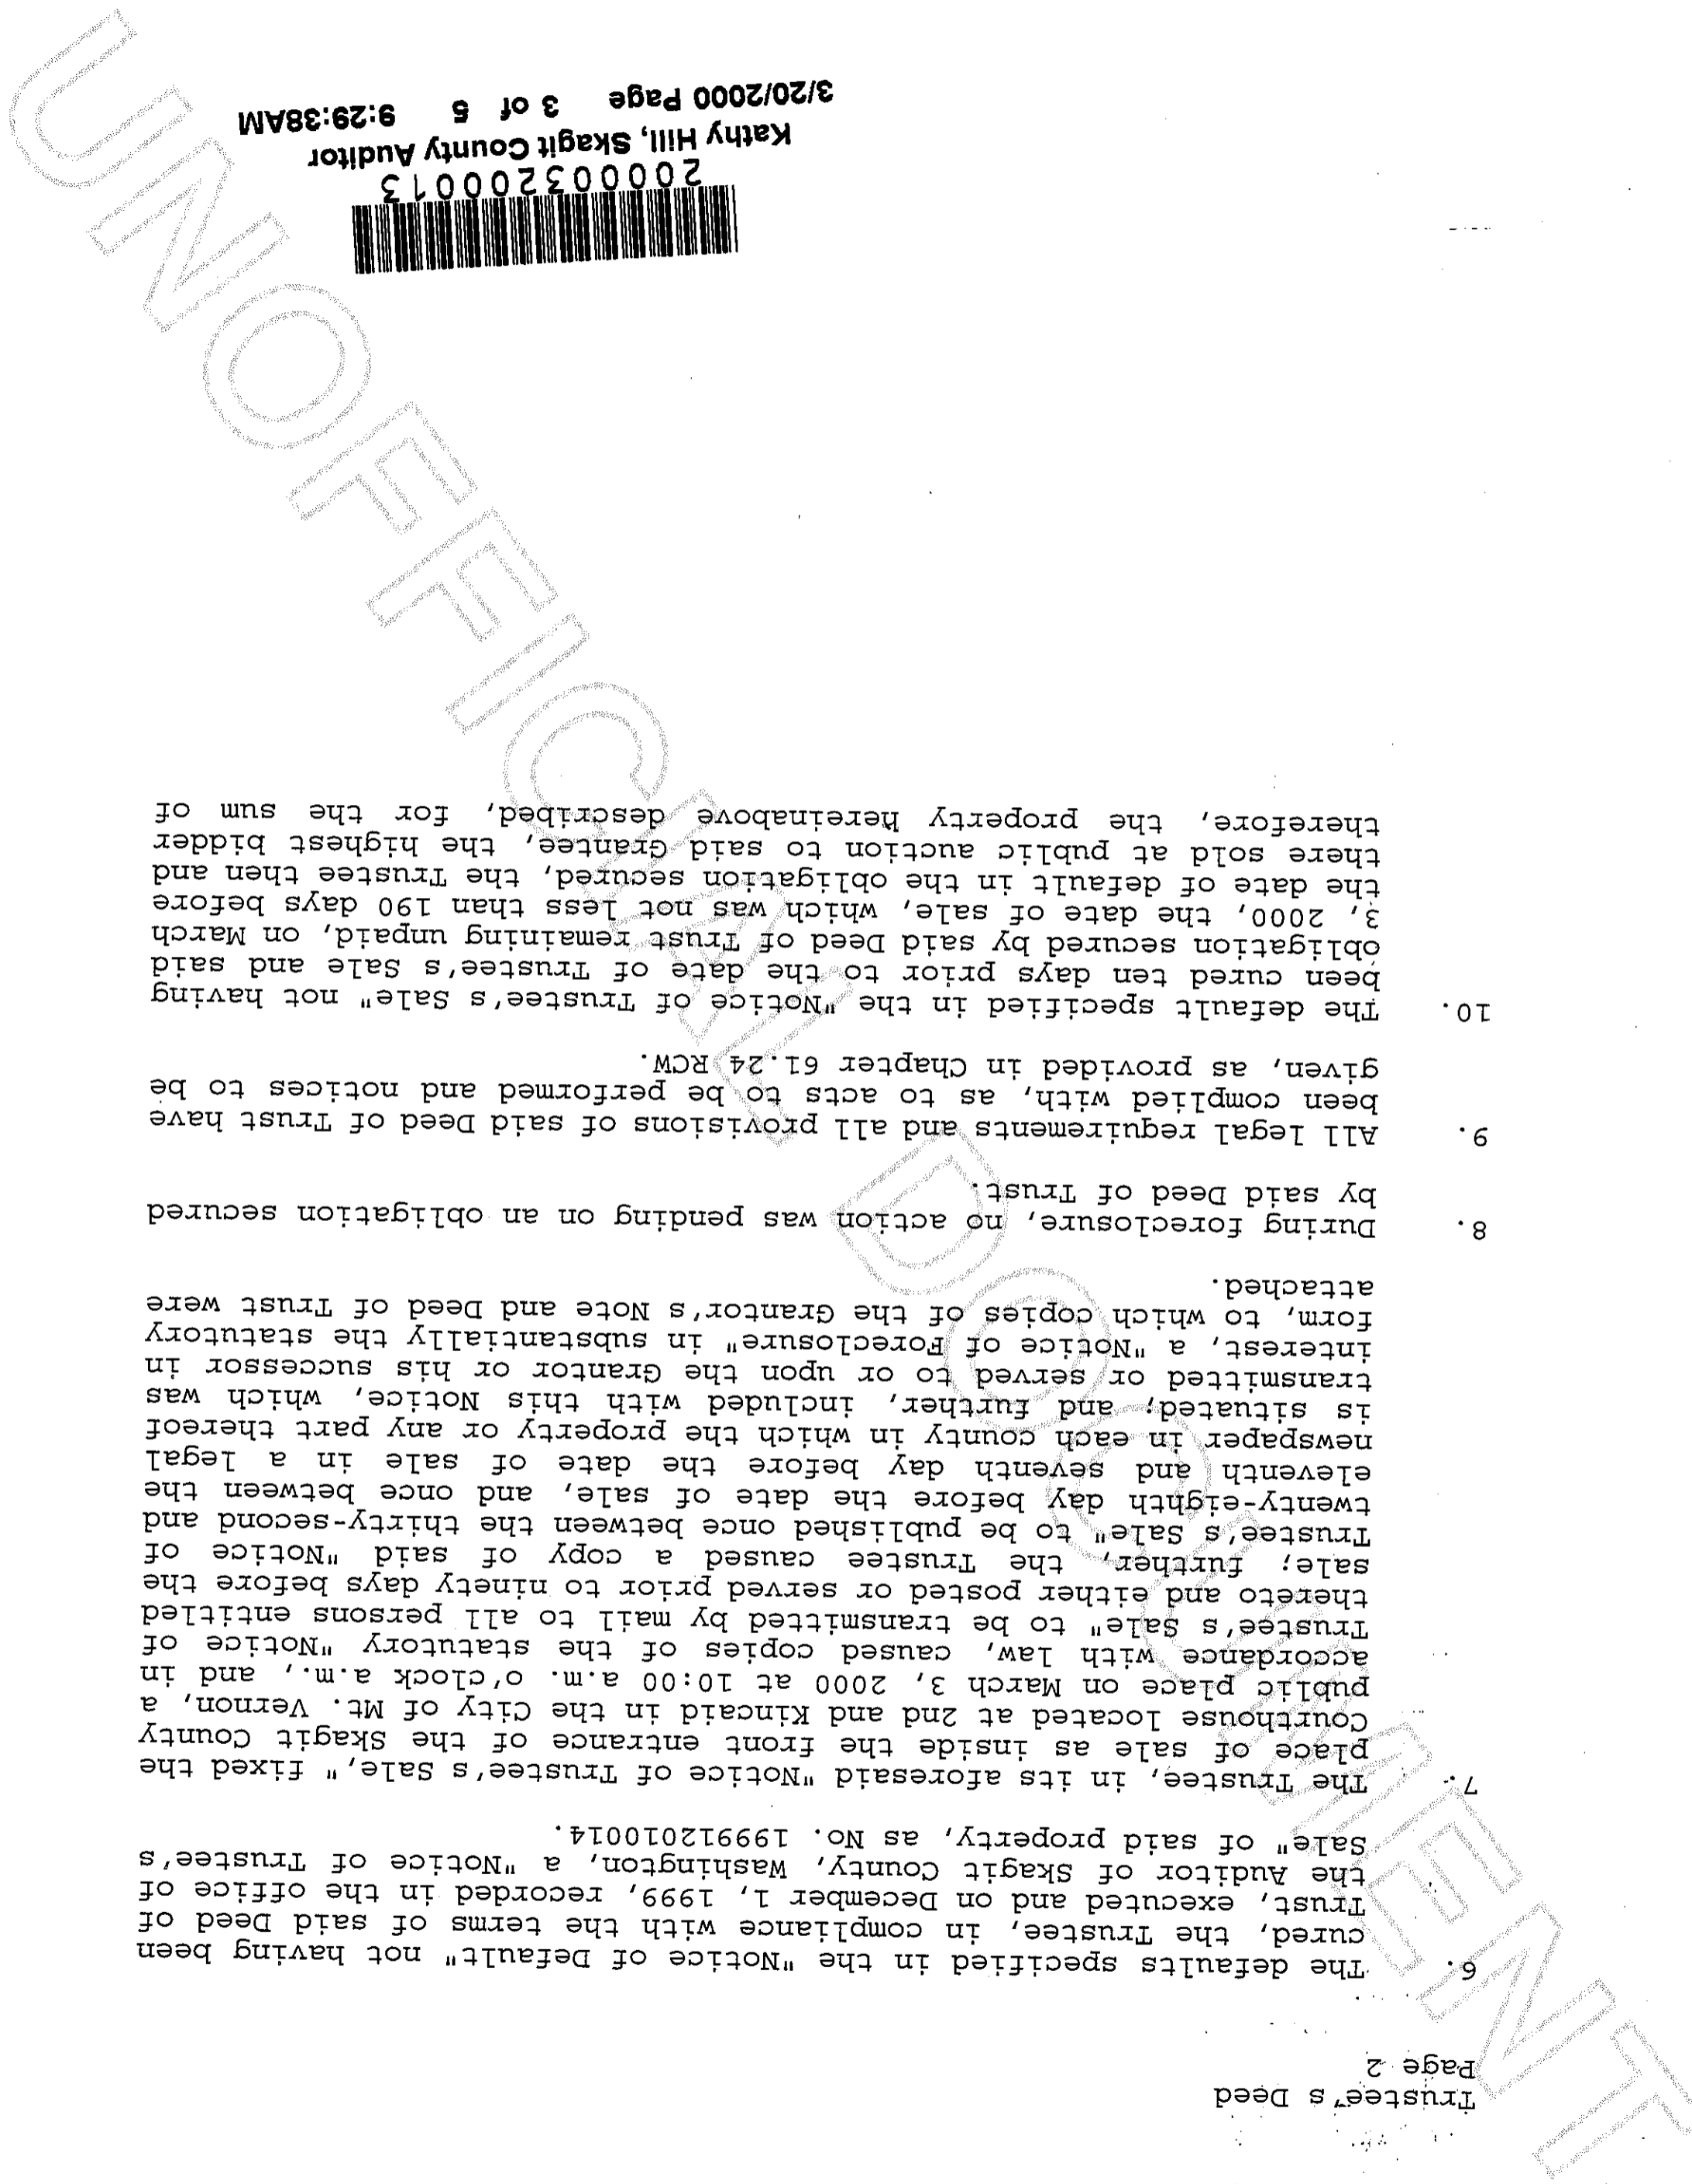 Trustee's Deed
Page 2
6. The defaults specified in the "Notice of Default" not having been
cured, the Trustee, in compliance with the terms of said Deed of
Trust, executed and on December 1, 1999, recorded in the office of
the Auditor of Skagit County, Washington, a "Notice of Trustee's
Sale" of said property, as No. 199912010014.
7. The Trustee, in its aforesaid "Notice of Trustee's Sale," fixed the
place of sale as inside the front entrance of the Skagit County
Courthouse located at 2nd and Kincaid in the City of Mt. Vernon, a
public place on March 3, 2000 at 10:00 a.m. o'clock a.m., and in
accordance with law, caused copies of the statutory "Notice of
Trustee's Sale" to be transmitted by mail to all persons entitled
thereto and either posted or served prior to ninety days before the
sale; further, the Trustee caused a copy of said "Notice of
Trustee's Sale" to be published once between the thirty-second and
twenty-eighth day before the date of sale, and once between the
eleventh and seventh day before the date of sale in a legal
newspaper in each county in which the property or any part thereof
is situated; and further, included with this Notice, which was
transmitted or served to or upon the Grantor or his successor in
interest, a "Notice of Foreclosure" in substantially the statutory
form, to which copies of the Grantor's Note and Deed of Trust were
attached.
8. During foreclosure, no action was pending on an obligation secured
by said Deed of Trust.
9. All legal requirements and all provisions of said Deed of Trust have
been complied with, as to acts to be performed and notices to be
given, as provided in Chapter 61.24 RCW.
10. The default specified in the "Notice of Trustee's Sale" not having
been cured ten days prior to the date of Trustee's Sale and said
obligation secured by said Deed of Trust remaining unpaid, on March
3, 2000, the date of sale, which was not less than 190 days before
the date of default in the obligation secured, the Trustee then and
there sold at public auction to said Grantee, the highest bidder
therefore, the property hereinabove described, for the sum of
200003200013
Kathy Hill, Skagit County Auditor
3/20/2000 Page 3 of 5 9:29:38AM
UNOFFICIAL DOCUMENT